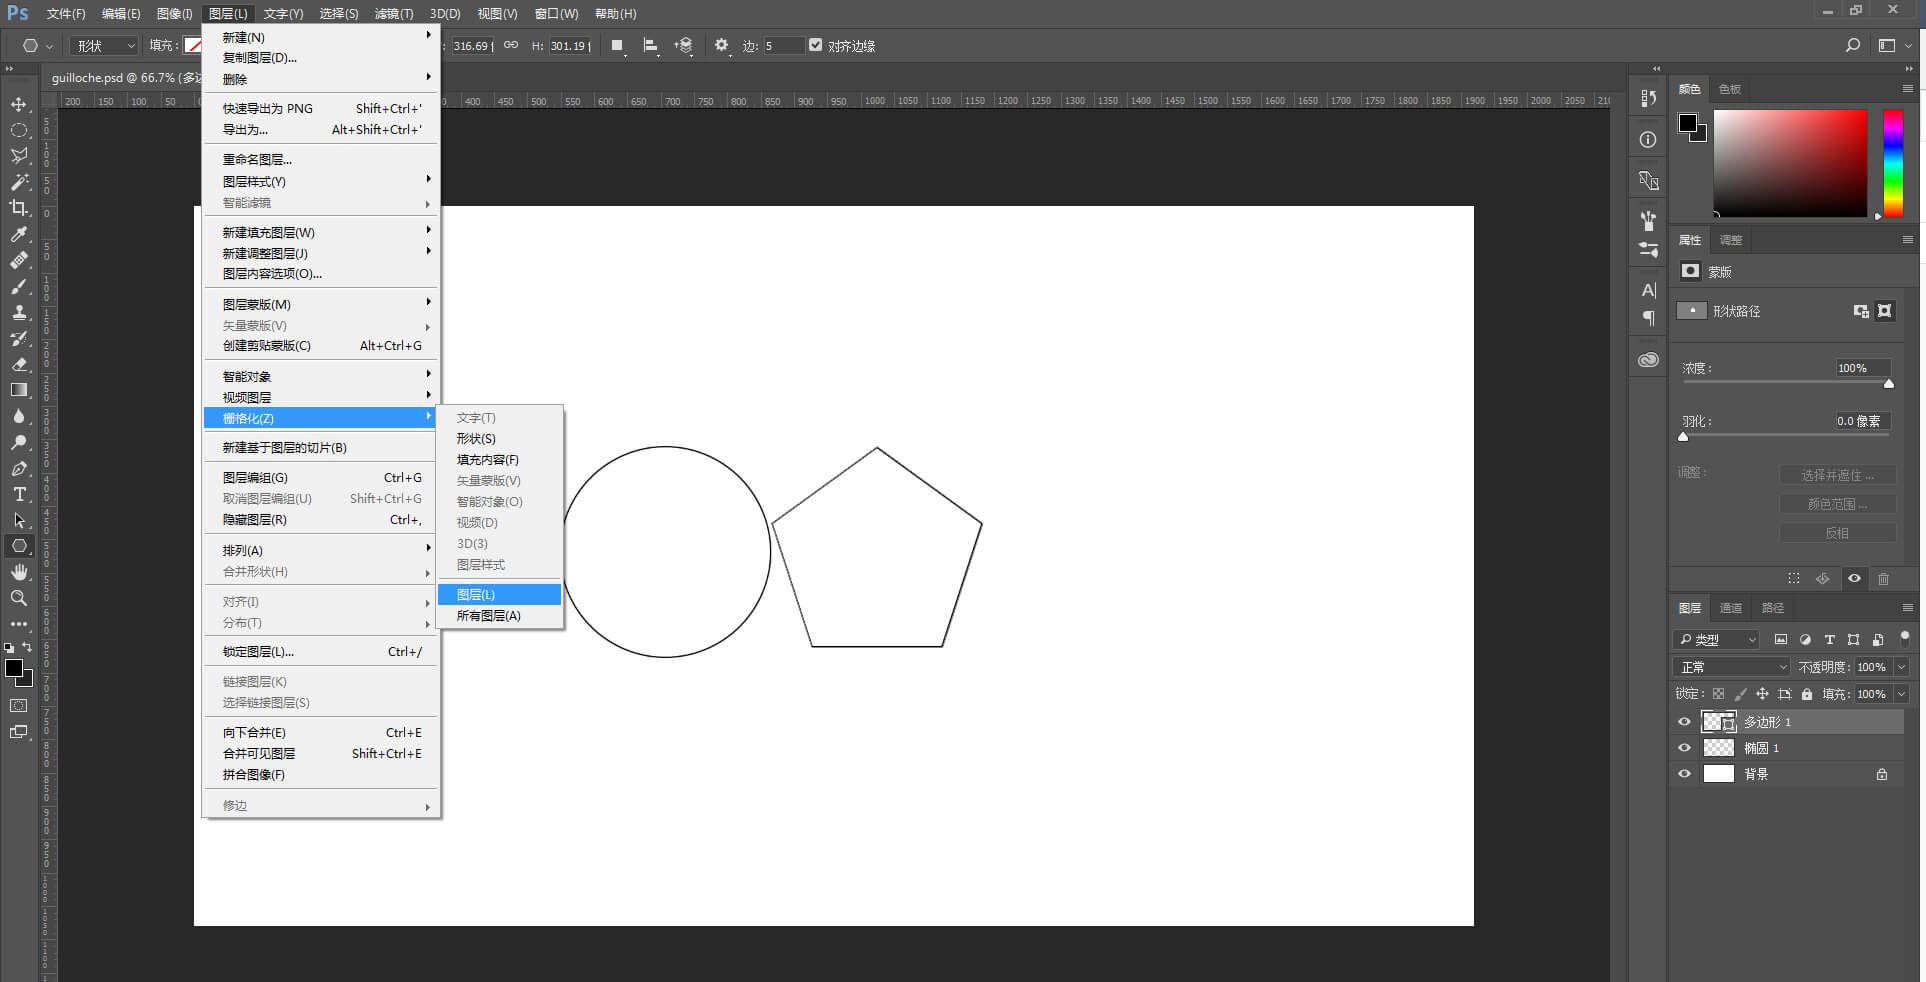 Ps 文件(F) 编辑(E) 图像(I) 图层(L) 文字(Y) 选择(S) 滤镜(T) 3D(D) 视图(V) 窗口(W) 帮助(H)
形状 填充: 316.69 H: 301.19 边: 5 对齐边缘
guilloche.psd @ 66.7% (多边
200 150 100 50 400 450 500 550 600 650 700 750 800 850 900 950 1000 1050 1100 1150 1200 1250 1300 1350 1400 1450 1500 1550 1600 1650 1700 1750 1800 1850 1900 1950 2000 2050
新建(N)
复制图层(D)...
删除
快速导出为 PNG Shift+Ctrl+'
导出为... Alt+Shift+Ctrl+'
重命名图层...
图层样式(Y)
智能滤镜
新建填充图层(W)
新建调整图层(J)
图层内容选项(O)...
图层蒙版(M)
矢量蒙版(V)
创建剪贴蒙版(C) Alt+Ctrl+G
智能对象
视频图层
栅格化(Z)
新建基于图层的切片(B)
图层编组(G) Ctrl+G
取消图层编组(U) Shift+Ctrl+G
隐藏图层(R) Ctrl+,
排列(A)
合并形状(H)
对齐(I)
分布(T)
锁定图层(L)... Ctrl+/
链接图层(K)
选择链接图层(S)
向下合并(E) Ctrl+E
合并可见图层 Shift+Ctrl+E
拼合图像(F)
修边
文字(T)
形状(S)
填充内容(F)
矢量蒙版(V)
智能对象(O)
视频(D)
3D(3)
图层样式
图层(L)
所有图层(A)
颜色 色板
属性 调整
蒙版
形状路径
浓度: 100%
羽化: 0.0 像素
调整: 选择并遮住 ...
颜色范围 ...
反相
图层 通道 路径
类型
正常 不透明度: 100%
锁定: 填充: 100%
多边形 1
椭圆 1
背景